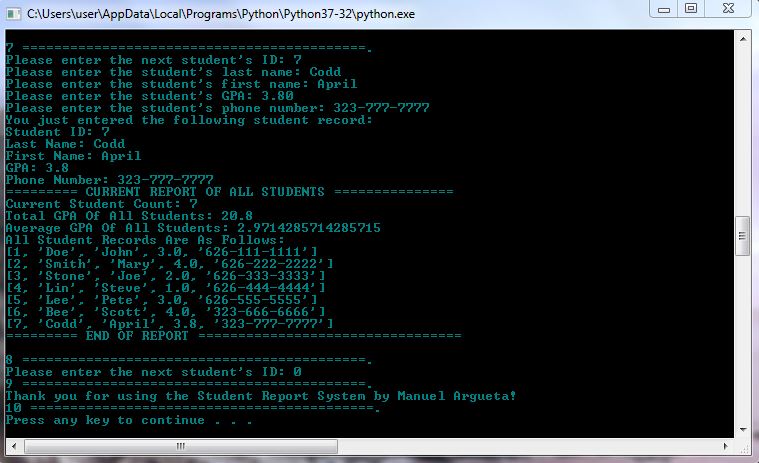 C:\Users\user\AppData\Local\Programs\Python\Python37-32\python.exe
7 ===========================================.
Please enter the next student's ID: 7
Please enter the student's last name: Codd
Please enter the student's first name: April
Please enter the student's GPA: 3.80
Please enter the student's phone number: 323-777-7777
You just entered the following student record:
Student ID: 7
Last Name: Codd
First Name: April
GPA: 3.8
Phone Number: 323-777-7777
========= CURRENT REPORT OF ALL STUDENTS ===============
Current Student Count: 7
Total GPA Of All Students: 20.8
Average GPA Of All Students: 2.9714285714285715
All Student Records Are As Follows:
[1, 'Doe', 'John', 3.0, '626-111-1111']
[2, 'Smith', 'Mary', 4.0, '626-222-2222']
[3, 'Stone', 'Joe', 2.0, '626-333-3333']
[4, 'Lin', 'Steve', 1.0, '626-444-4444']
[5, 'Lee', 'Pete', 3.0, '626-555-5555']
[6, 'Bee', 'Scott', 4.0, '323-666-6666']
[7, 'Codd', 'April', 3.8, '323-777-7777']
========= END OF REPORT =================================
8 ===========================================.
Please enter the next student's ID: 0
9 ===========================================.
Thank you for using the Student Report System by Manuel Argueta!
10 ===========================================.
Press any key to continue . . .